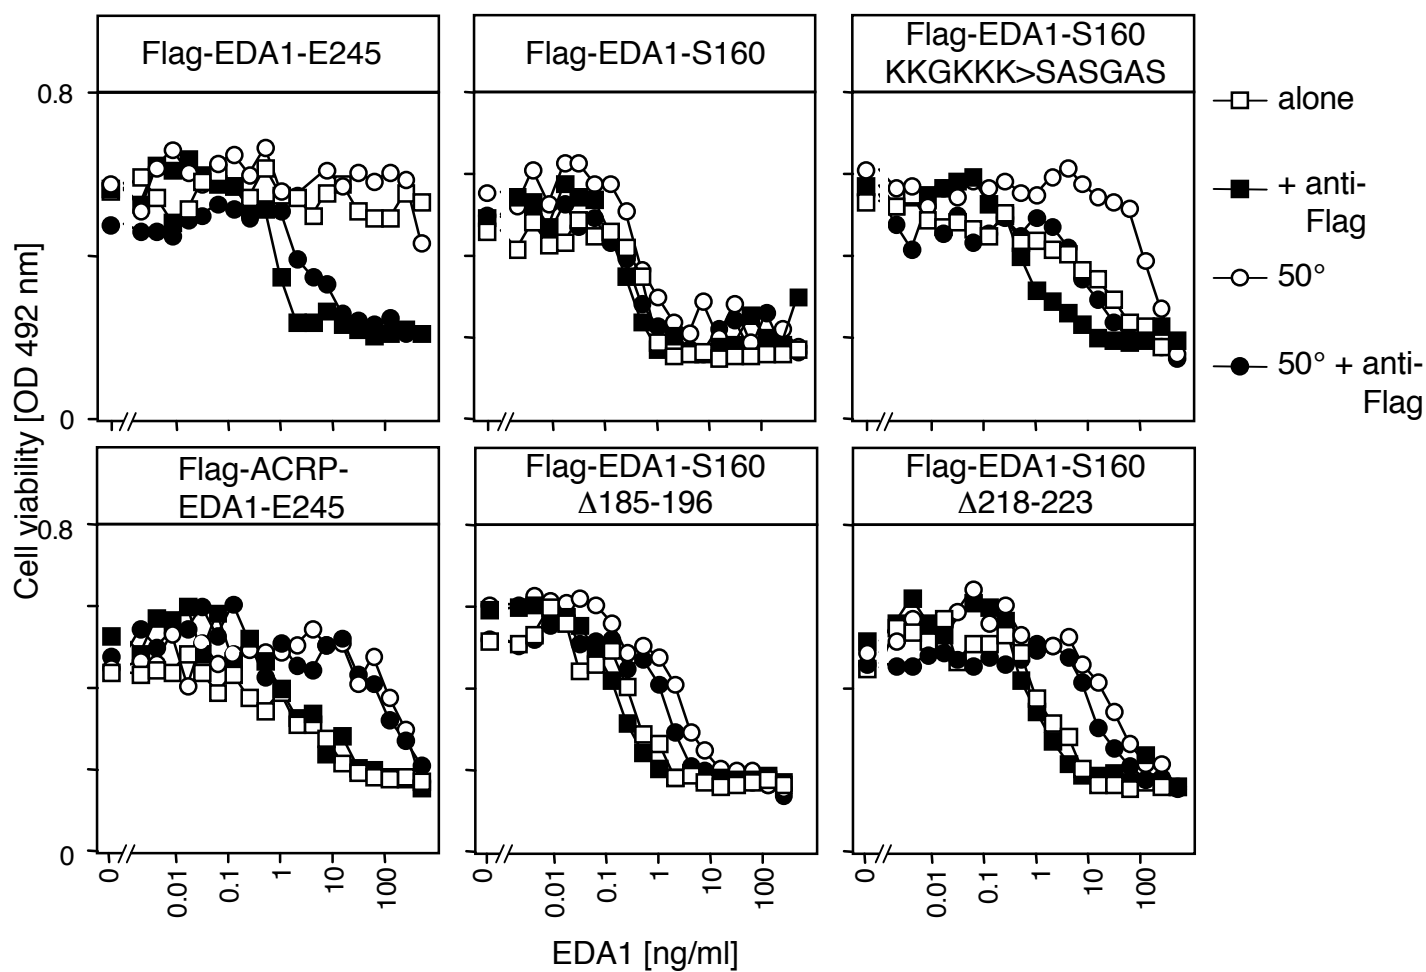 Flag-EDA1-E245
Flag-EDA1-S160
Flag-EDA1-S160
KKGKKK>SASGAS
alone
+ anti-
Flag
50°
50° + anti-
Flag
Cell viability [OD 492 nm]
0.8
0
Flag-ACRP-
EDA1-E245
Flag-EDA1-S160
Δ185-196
Flag-EDA1-S160
Δ218-223
0.8
0
0 0.01 0.1 1 10 100
0 0.01 0.1 1 10 100
0 0.01 0.1 1 10 100
EDA1 [ng/ml]